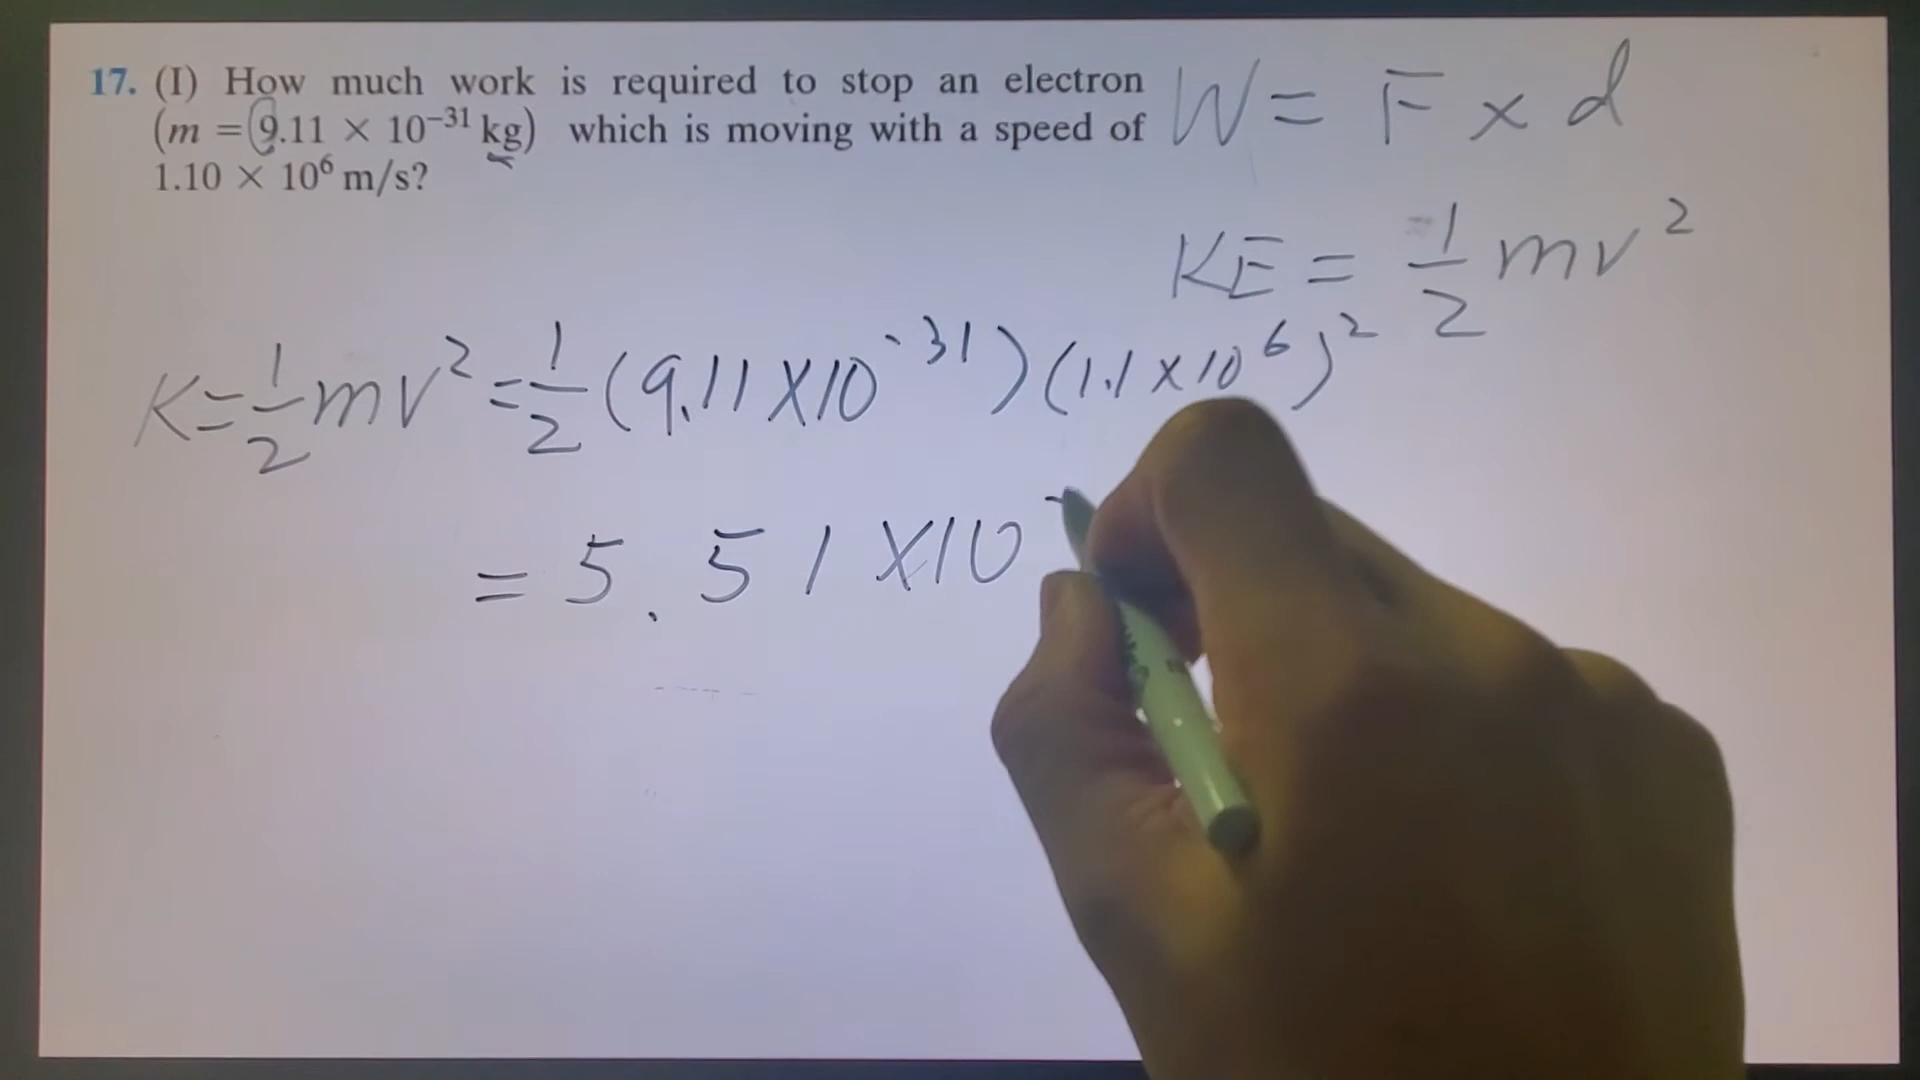 17. (I) How much work is required to stop an electron
(m = 9.11 × 10⁻³¹ kg) which is moving with a speed of
1.10 × 10⁶ m/s?
W = F × d
KE = 1/2 mv²
K = 1/2 mv² = 1/2 (9.11 × 10⁻³¹) (1.1 × 10⁶)²
= 5.51 × 10⁻